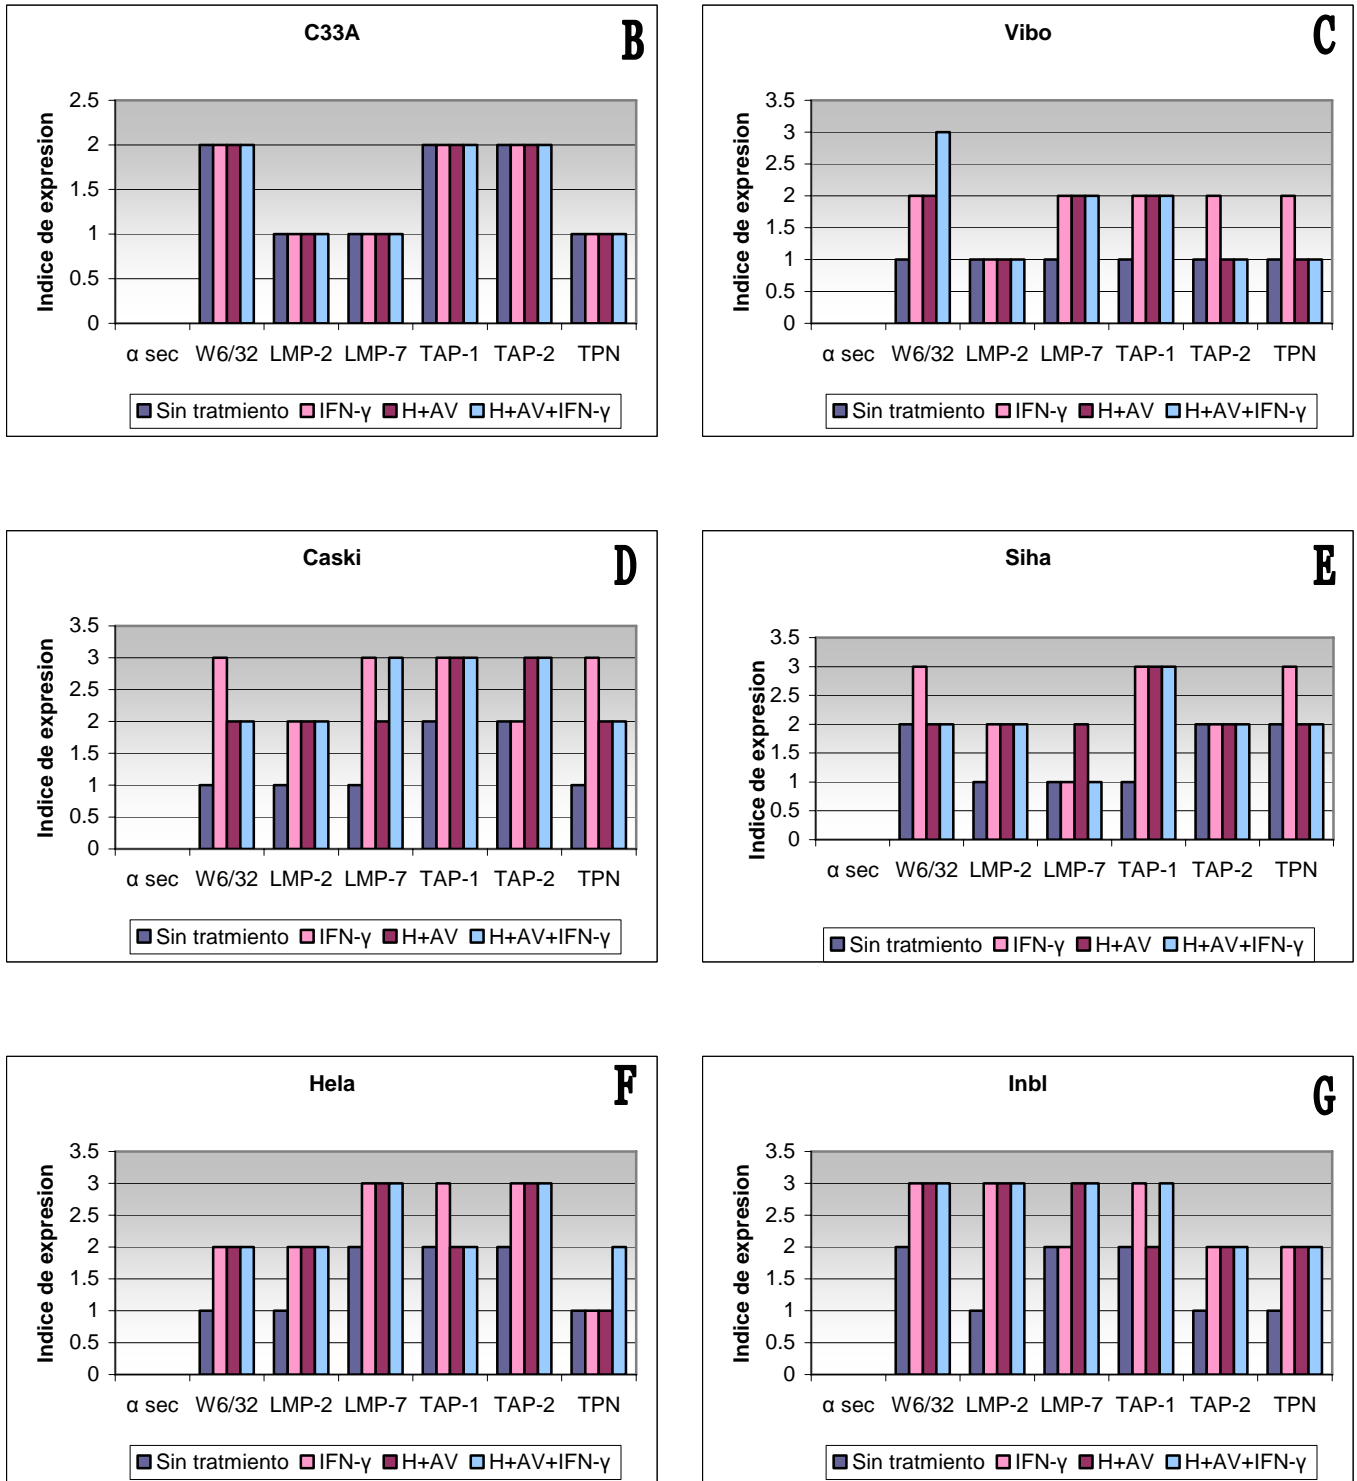 C33A
B
Indice de expresion
2.5
2
1.5
1
0.5
0
α sec W6/32 LMP-2 LMP-7 TAP-1 TAP-2 TPN
Sin tratmiento IFN-γ H+AV H+AV+IFN-γ
Vibo
C
Indice de expresion
3.5
3
2.5
2
1.5
1
0.5
0
α sec W6/32 LMP-2 LMP-7 TAP-1 TAP-2 TPN
Sin tratmiento IFN-γ H+AV H+AV+IFN-γ
Caski
D
Indice de expresion
3.5
3
2.5
2
1.5
1
0.5
0
α sec W6/32 LMP-2 LMP-7 TAP-1 TAP-2 TPN
Sin tratmiento IFN-γ H+AV H+AV+IFN-γ
Siha
E
Indice de expresion
3.5
3
2.5
2
1.5
1
0.5
0
α sec W6/32 LMP-2 LMP-7 TAP-1 TAP-2 TPN
Sin tratmiento IFN-γ H+AV H+AV+IFN-γ
Hela
F
Indice de expresion
3.5
3
2.5
2
1.5
1
0.5
0
α sec W6/32 LMP-2 LMP-7 TAP-1 TAP-2 TPN
Sin tratmiento IFN-γ H+AV H+AV+IFN-γ
Inbl
G
Indice de expresion
3.5
3
2.5
2
1.5
1
0.5
0
α sec W6/32 LMP-2 LMP-7 TAP-1 TAP-2 TPN
Sin tratmiento IFN-γ H+AV H+AV+IFN-γ